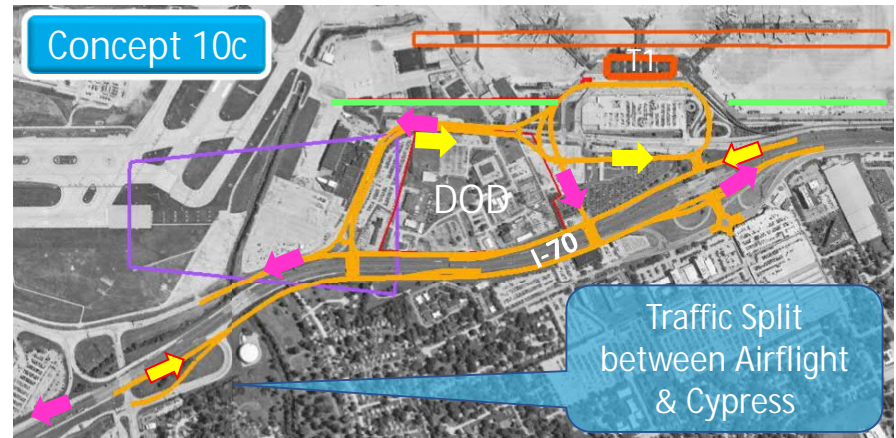 Concept 10c
T1
DOD
I-70
Traffic Split
between Airflight
& Cypress